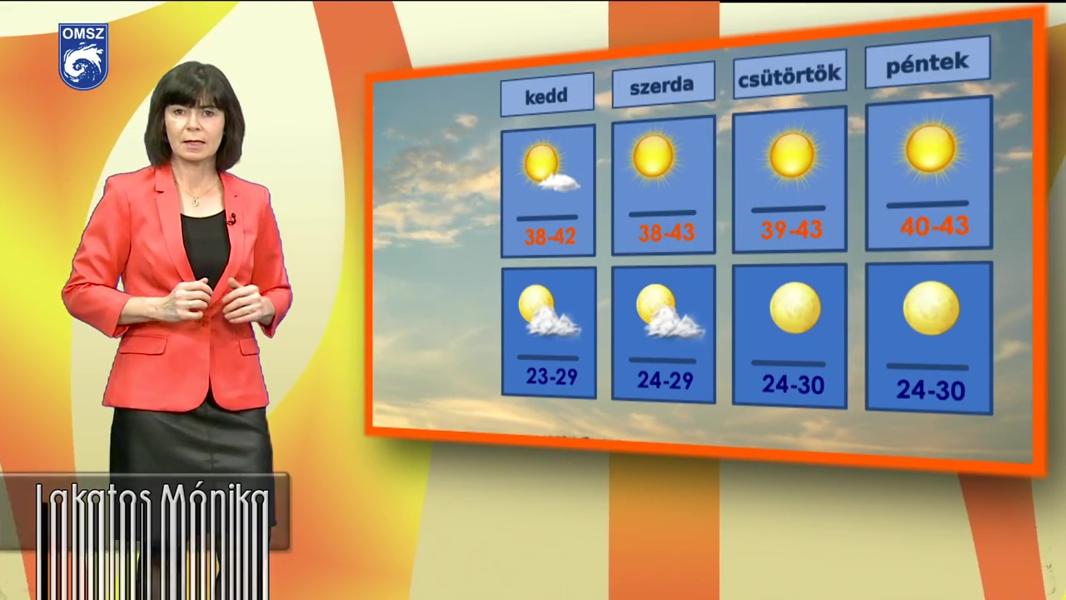 OMSZ
kedd
szerda
csütörtök
péntek
38-42
38-43
39-43
40-43
23-29
24-29
24-30
24-30
Lakatos Mónika